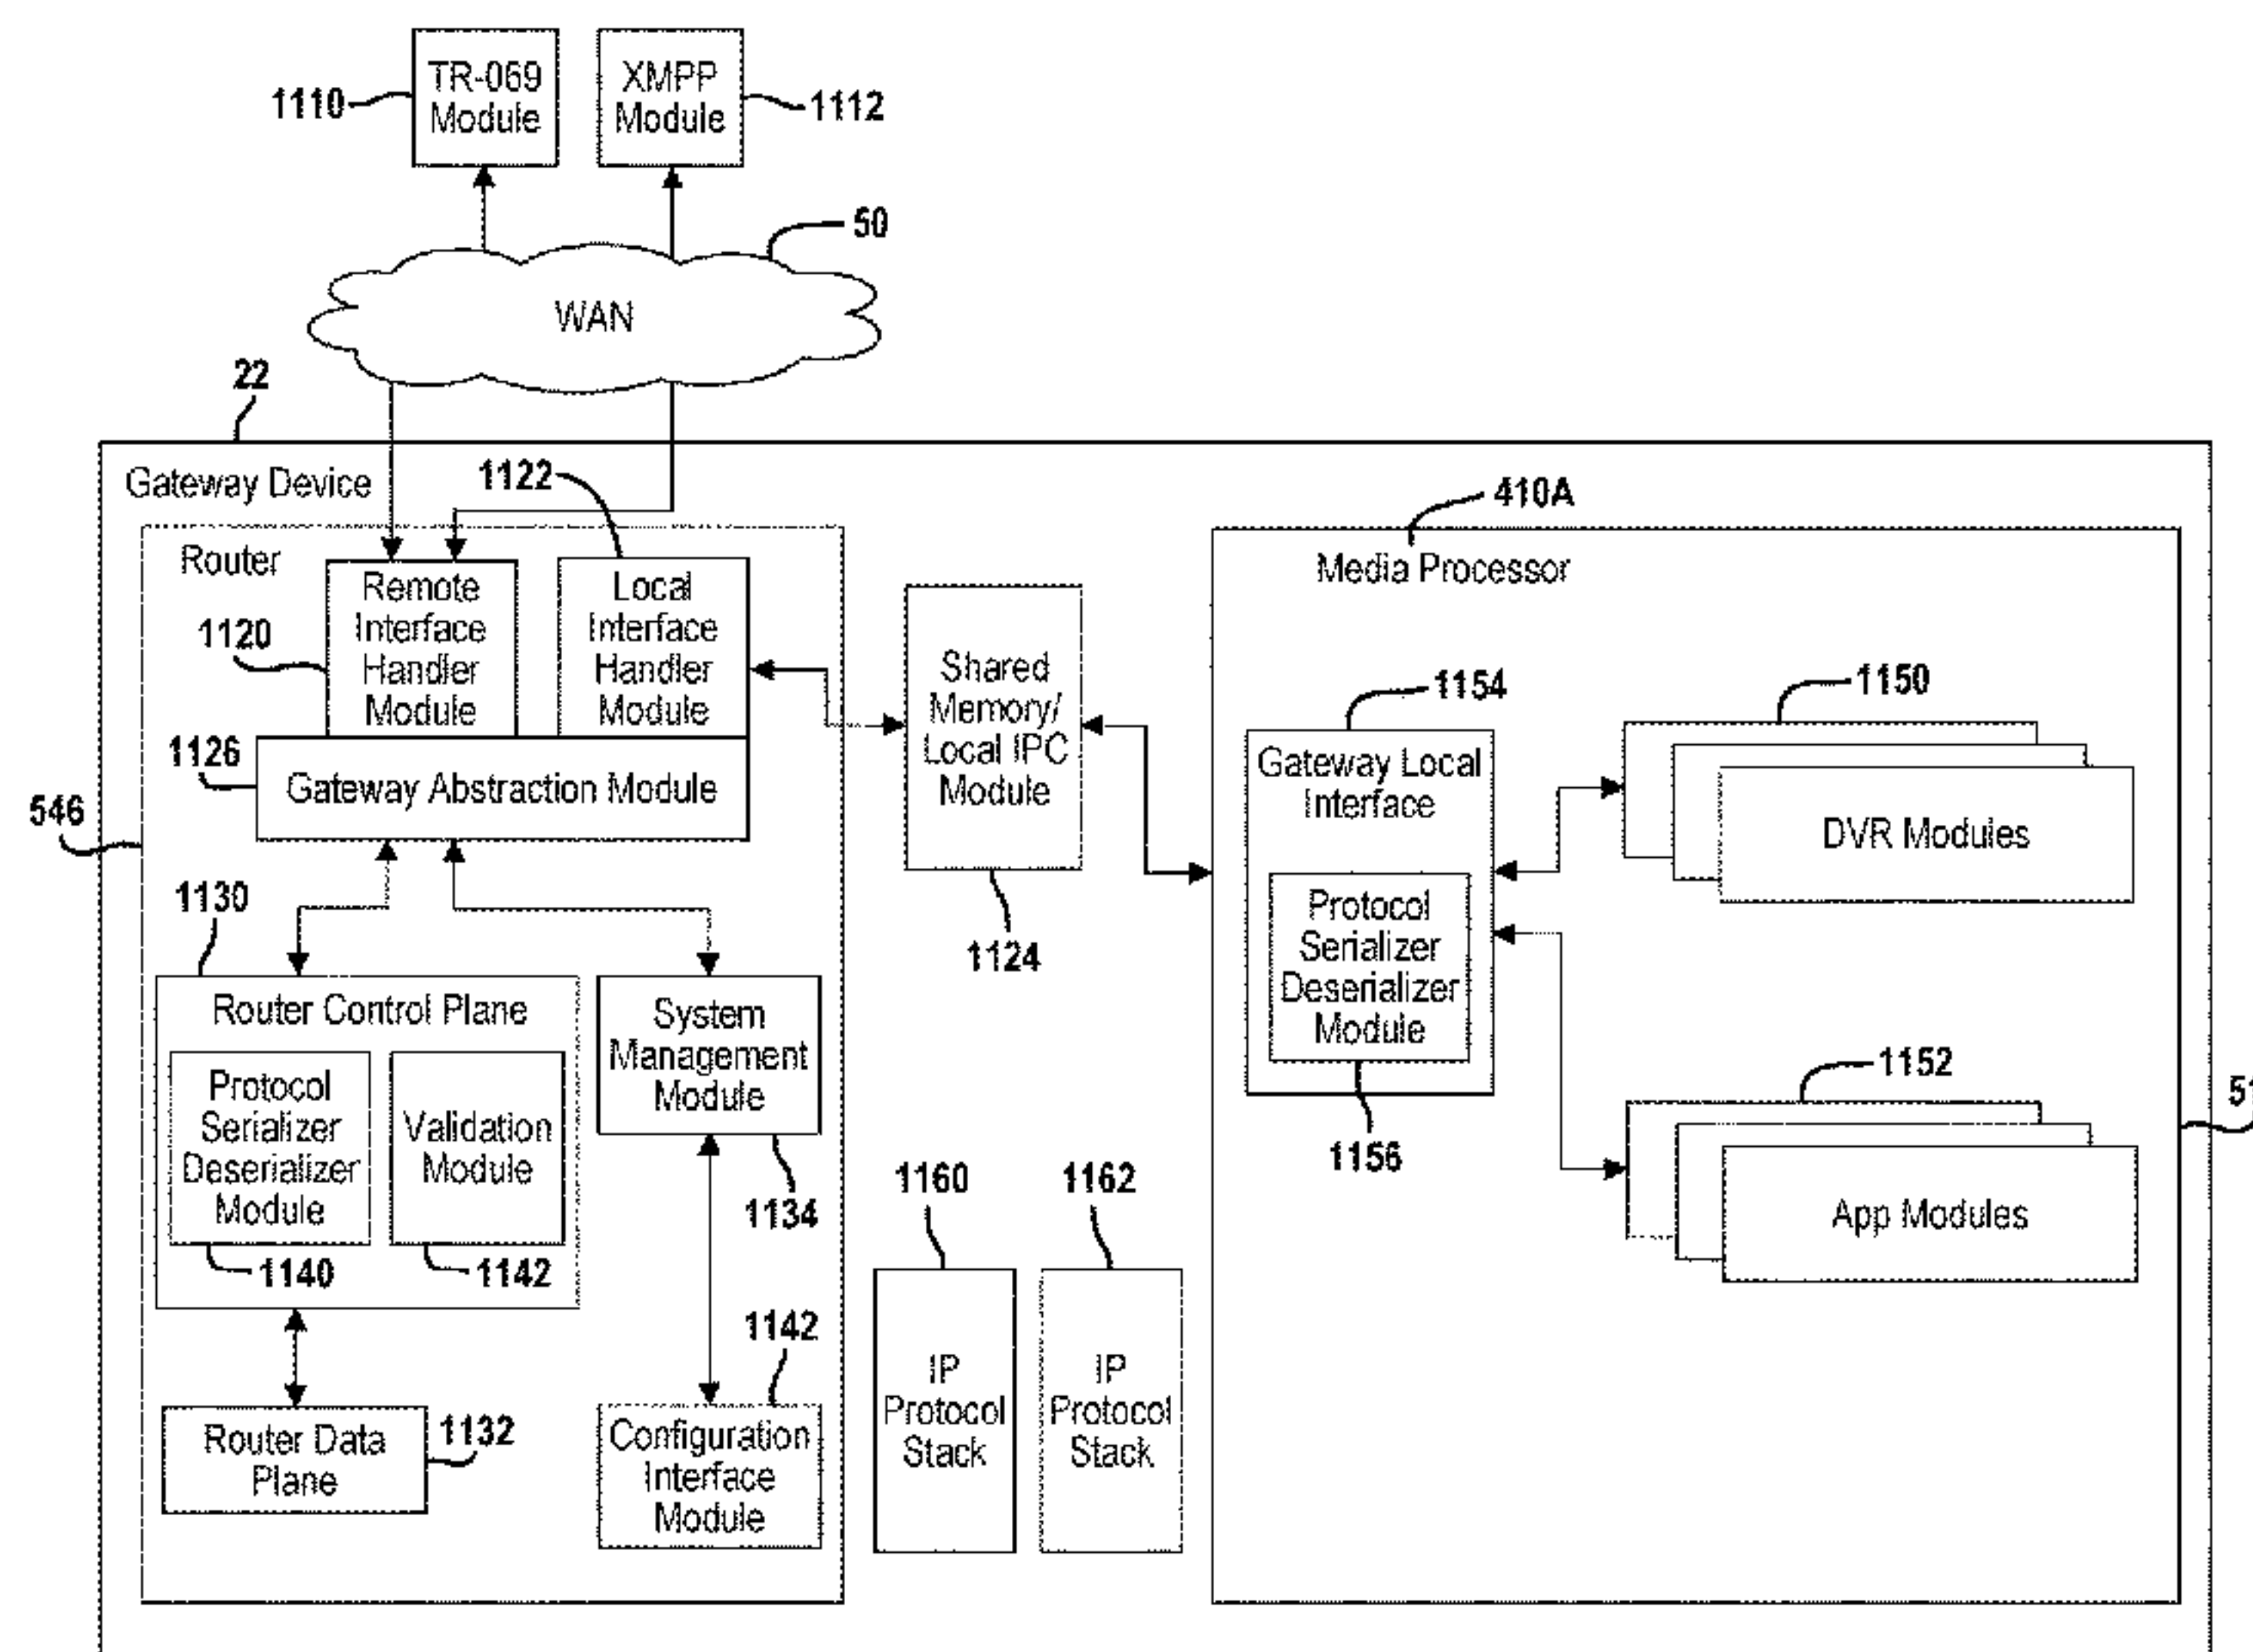 TR-069
Module
1110
XMPP
Module
1112
50
WAN
22
Gateway Device
1122
410A
Router
Media Processor
Remote
Interface
Handler
Module
1120
Local
Interface
Handler
Module
Shared
Memory/
Local IPC
Module
1124
1126
Gateway Abstraction Module
546
1154
Gateway Local
Interface
Protocol
Serializer
Deserializer
Module
1156
1150
DVR Modules
1152
App Modules
51
1130
Router Control Plane
Protocol
Serializer
Deserializer
Module
1140
Validation
Module
1142
System
Management
Module
1134
1160
IP
Protocol
Stack
1162
IP
Protocol
Stack
Router Data
Plane
1132
1142
Configuration
Interface
Module